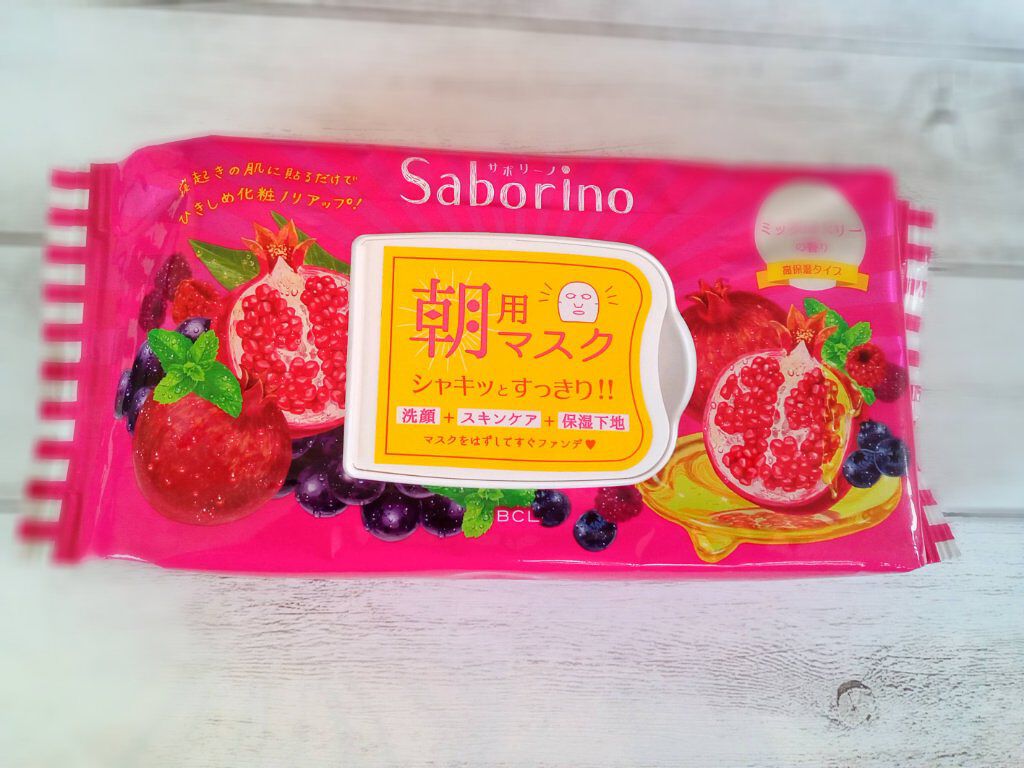 起きの肌に貼るだけで
ひきしめ化粧ノリアップ!
サボリーノ
Saborino
の香り
高保湿タイプ
朝用
マスク
シャキッとすっきり!!
洗顔+スキンケア+保湿下地
マスクをはずしてすぐファンデ♥
BCL